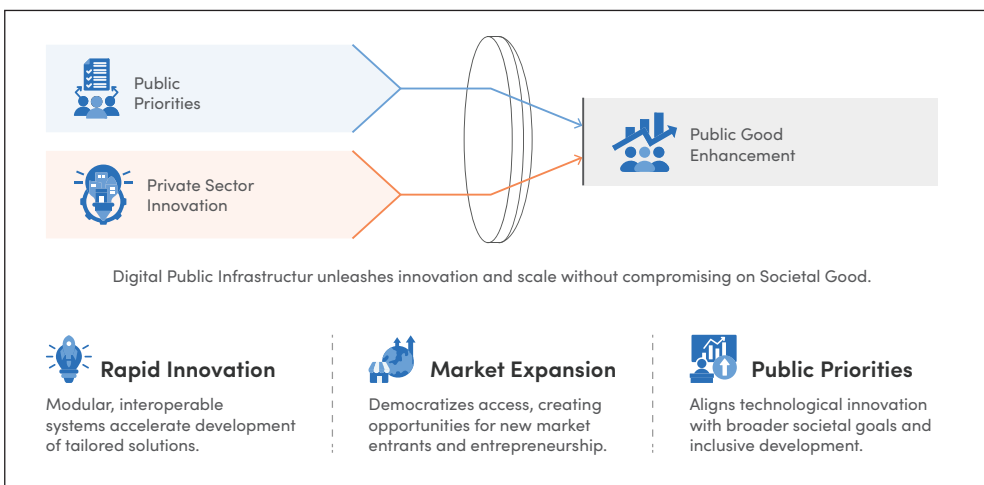 Public
Priorities
Private Sector
Innovation
Public Good
Enhancement
Digital Public Infrastructur unleashes innovation and scale without compromising on Societal Good.
Rapid Innovation
Modular, interoperable
systems accelerate development
of tailored solutions.
Market Expansion
Democratizes access, creating
opportunities for new market
entrants and entrepreneurship.
Public Priorities
Aligns technological innovation
with broader societal goals and
inclusive development.